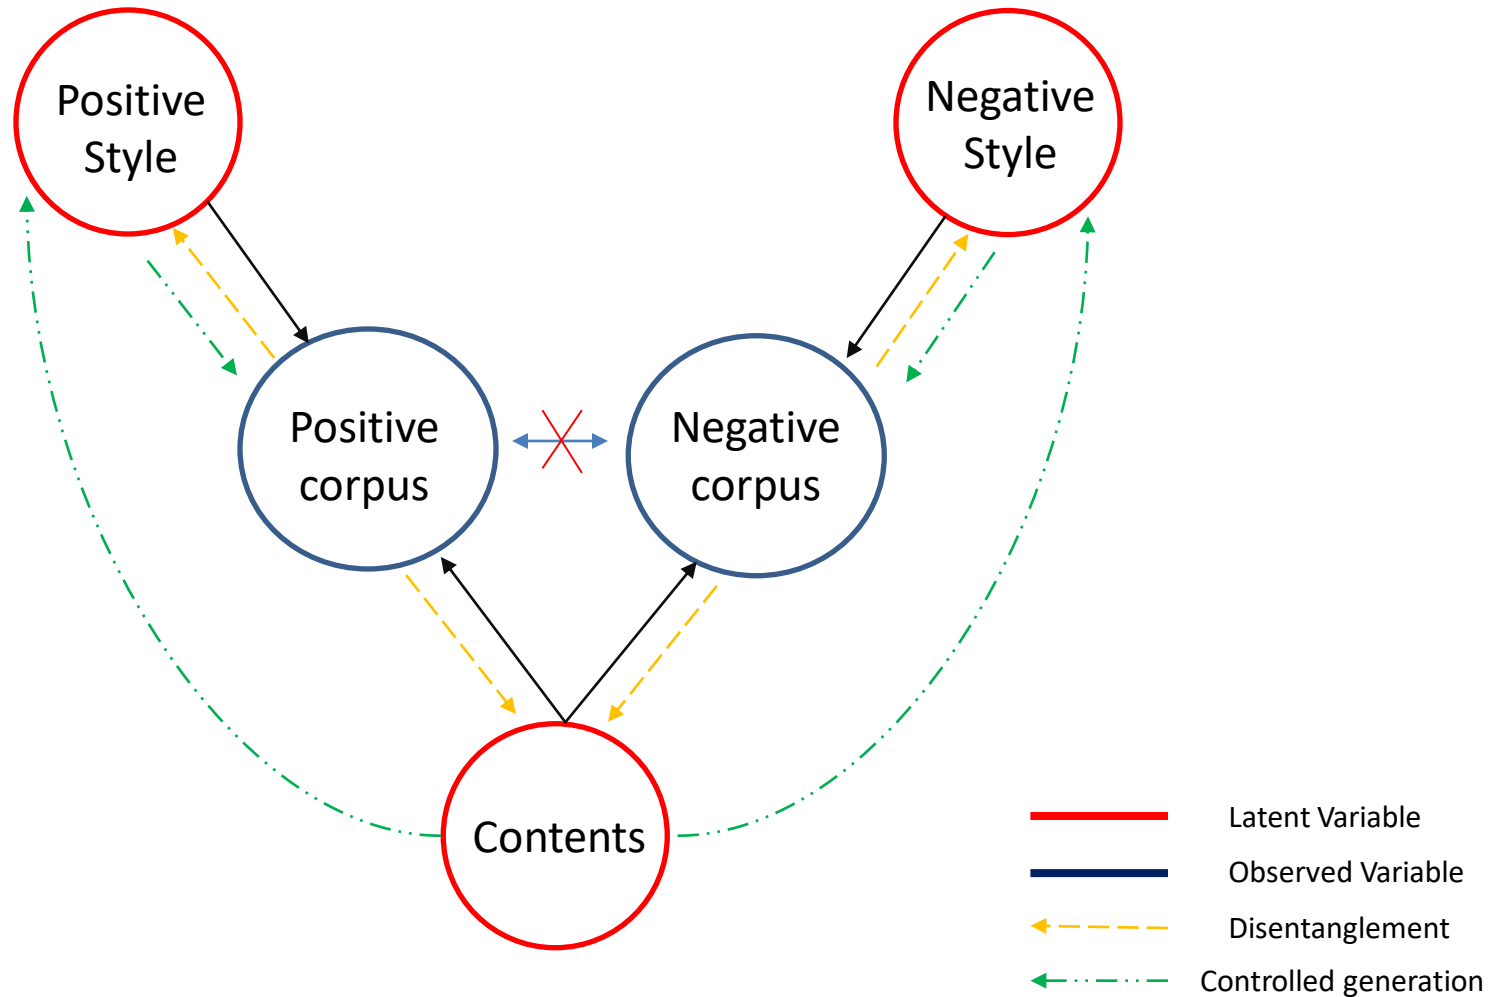 Positive
Style
Negative
Style
Positive
corpus
Negative
corpus
Contents
Latent Variable
Observed Variable
Disentanglement
Controlled generation